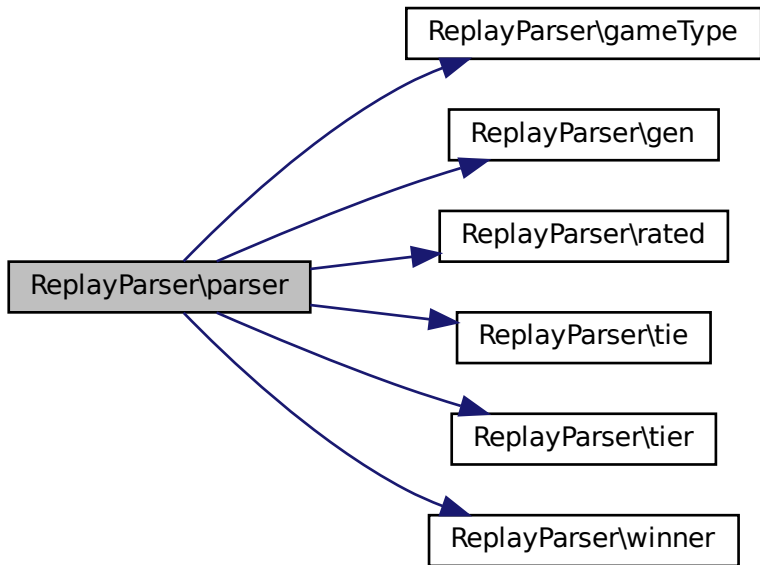 ReplayParser\gameType
ReplayParser\gen
ReplayParser\rated
ReplayParser\parser
ReplayParser\tie
ReplayParser\tier
ReplayParser\winner